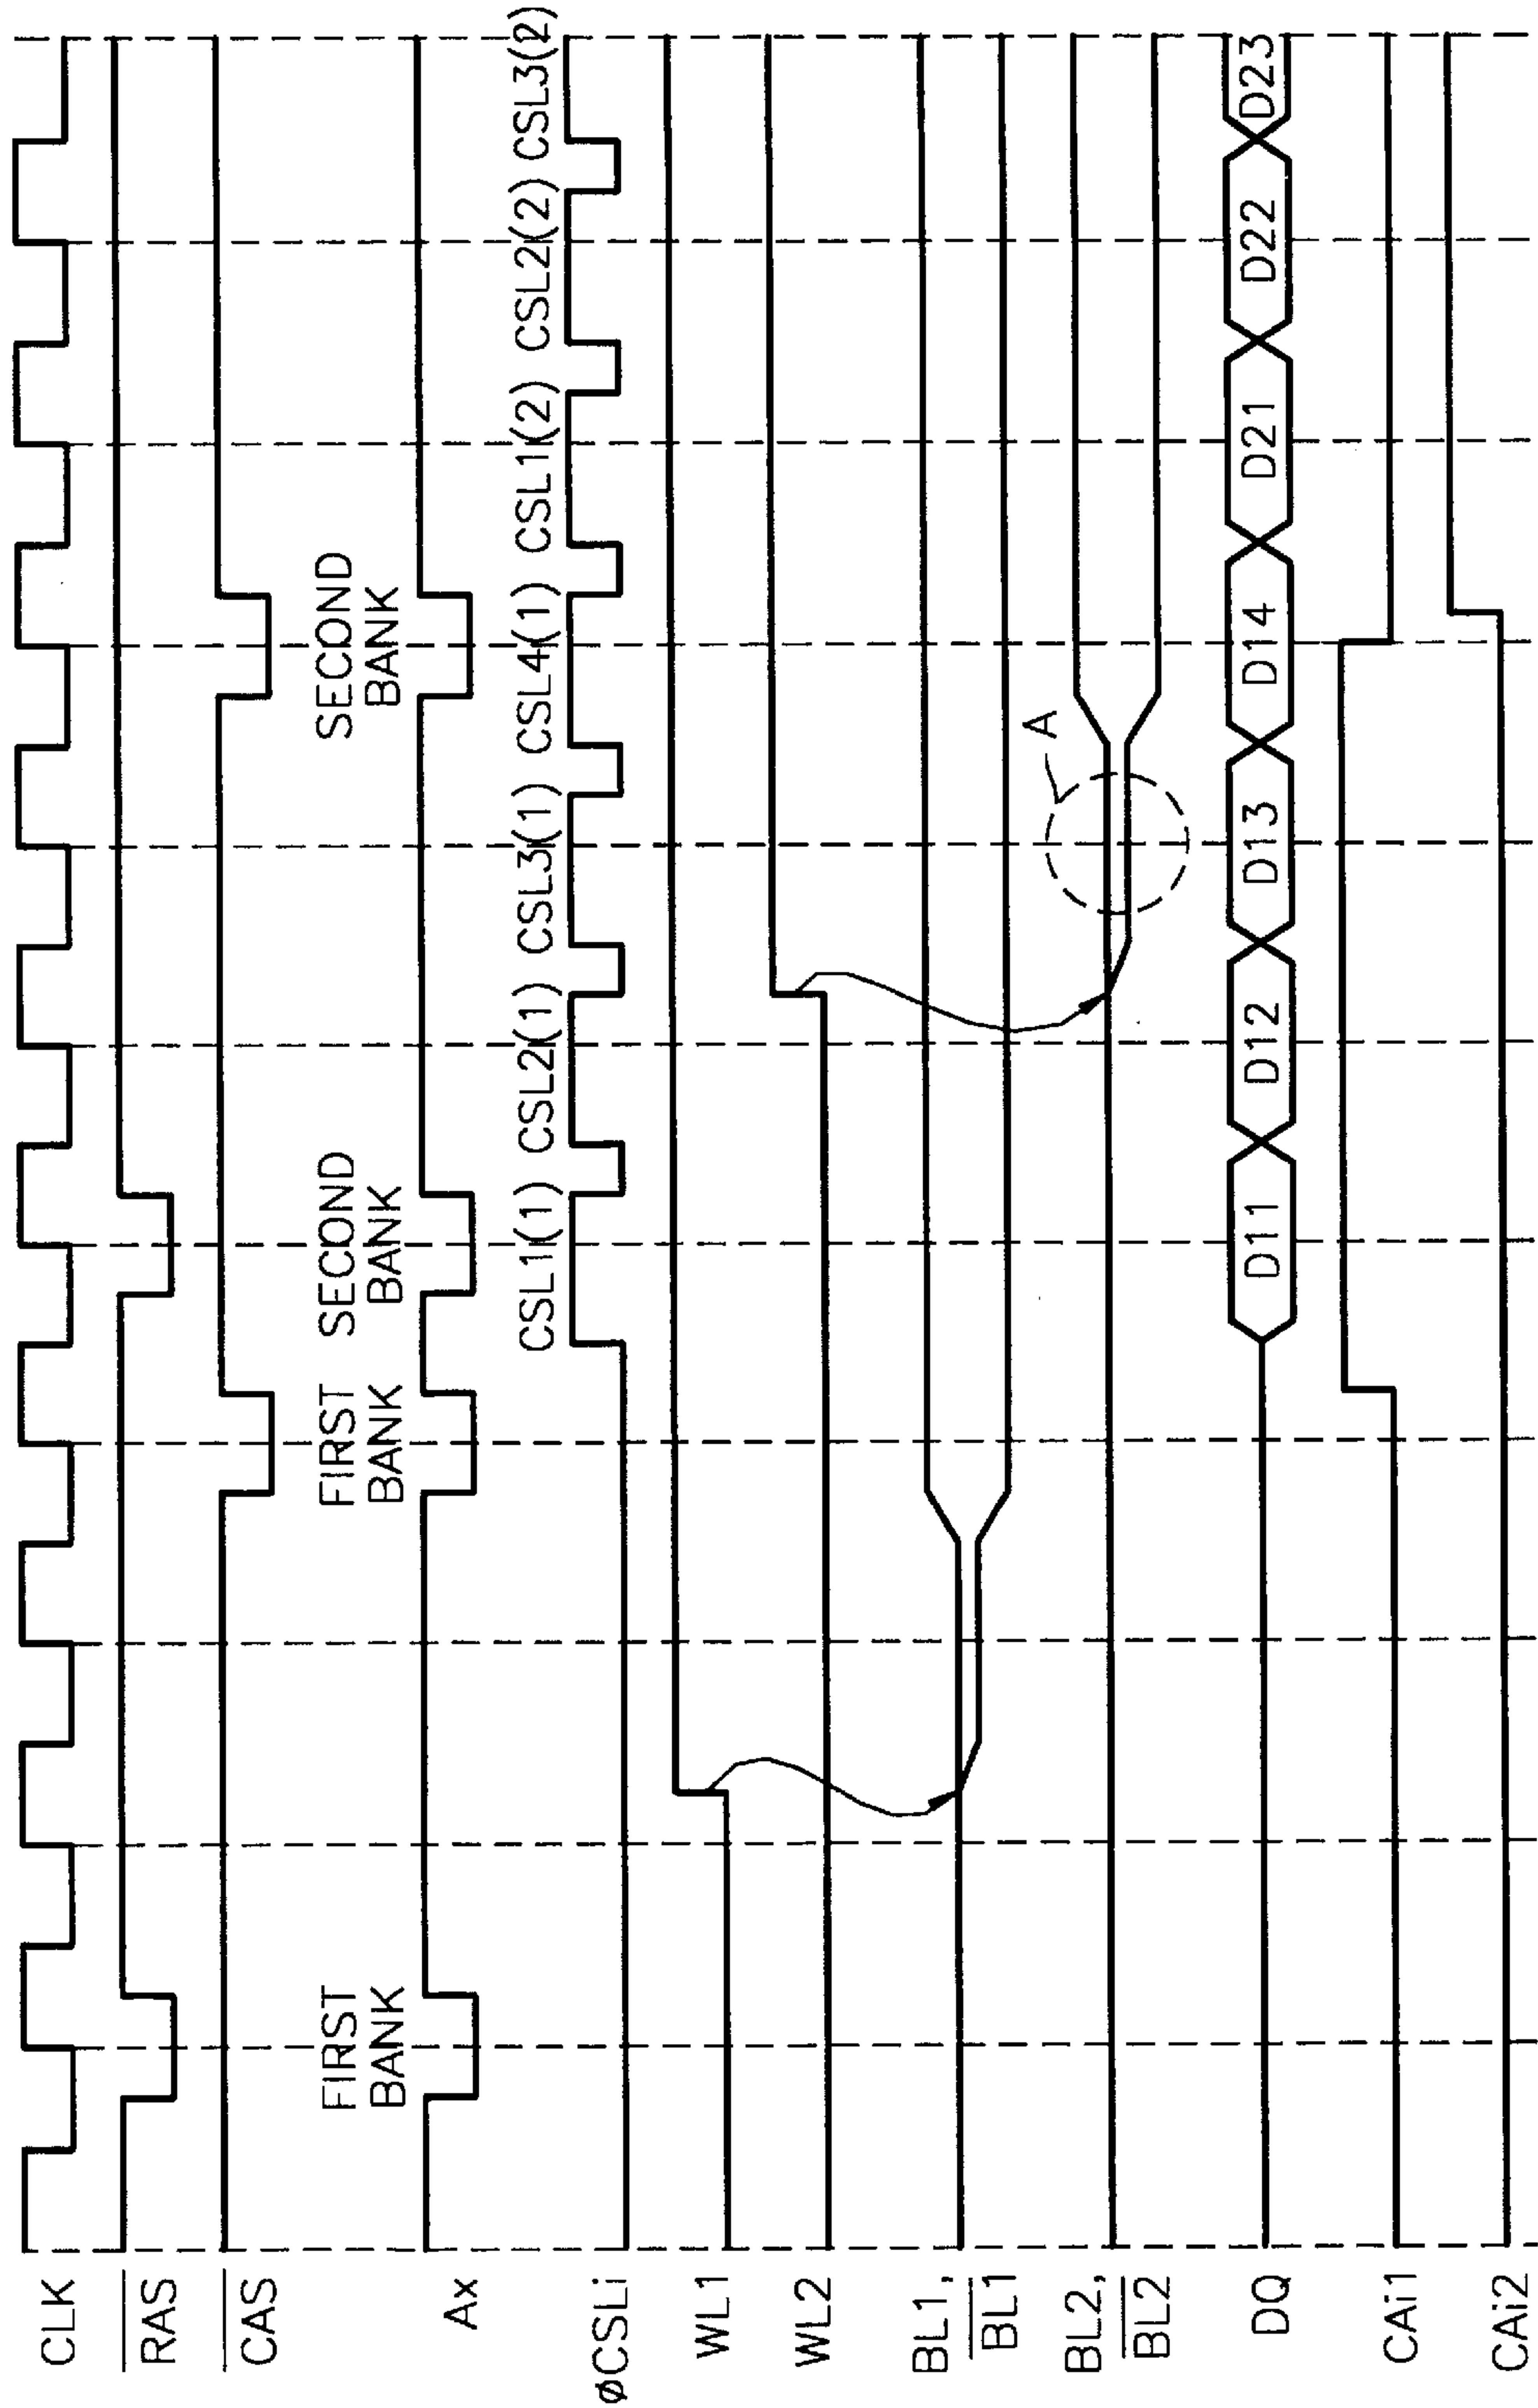 CLK
RAS
CAS
Ax
FIRST
BANK
FIRST
BANK
SECOND
BANK
SECOND
BANK
øCSLi
CSL1(1) CSL2(1) CSL3(1) CSL4(1) CSL1(2) CSL2(2) CSL3(2)
WL1
WL2
BL1,
BL1
BL2,
BL2
A
DQ
D11 D12 D13 D14 D21 D22 D23
CAi1
CAi2